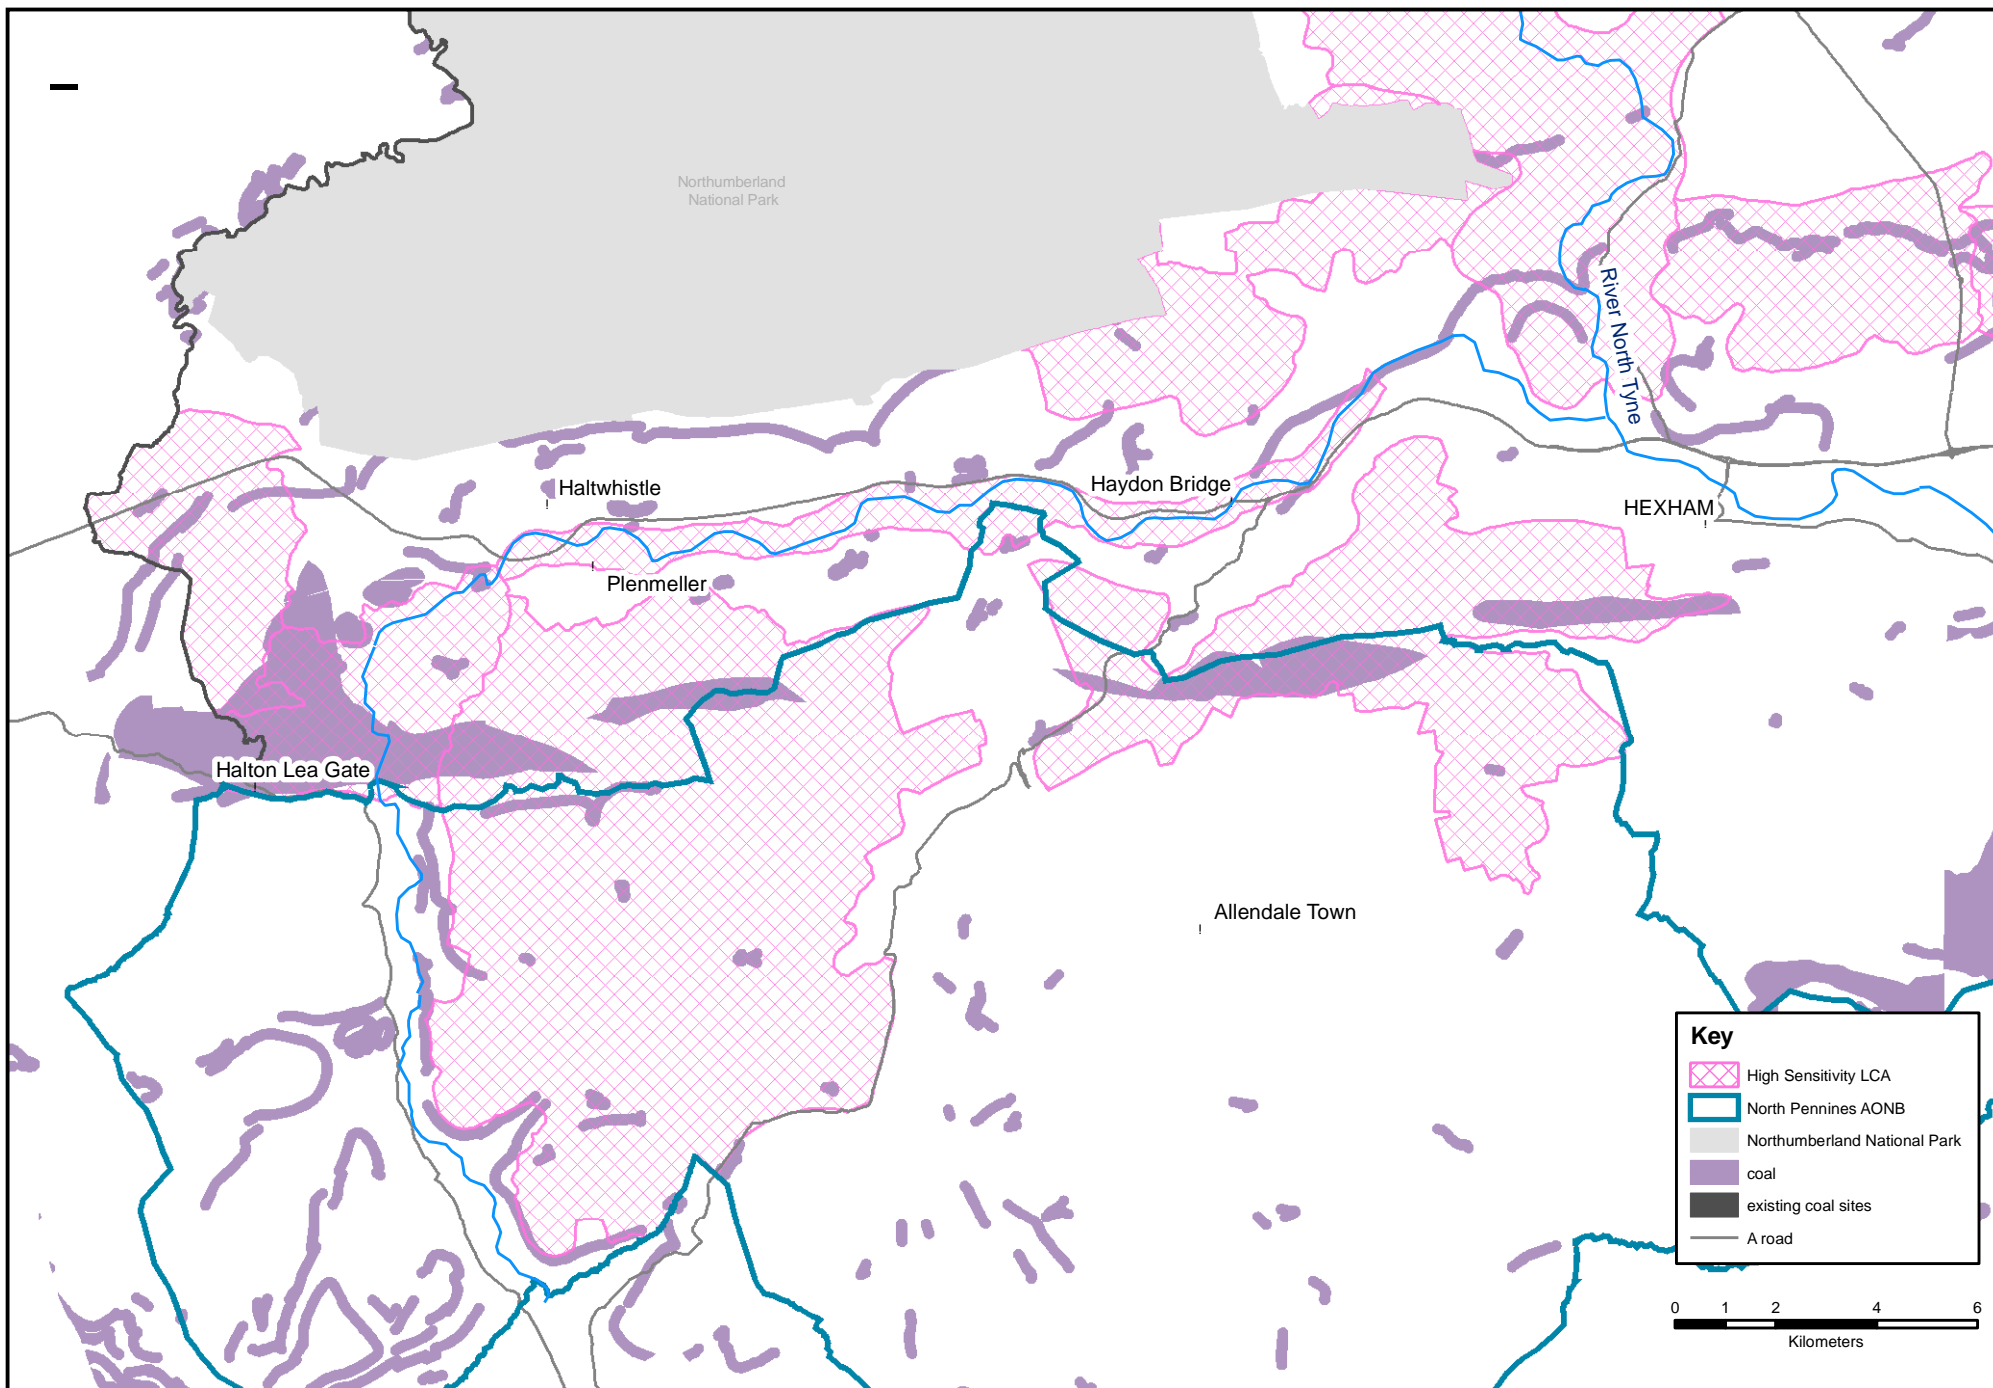 Northumberland
National Park
River North Tyne
Haltwhistle
Haydon Bridge
HEXHAM
Plenmeller
Halton Lea Gate
Allendale Town
Key
High Sensitivity LCA
North Pennines AONB
Northumberland National Park
coal
existing coal sites
A road
0 1 2 4 6
Kilometers